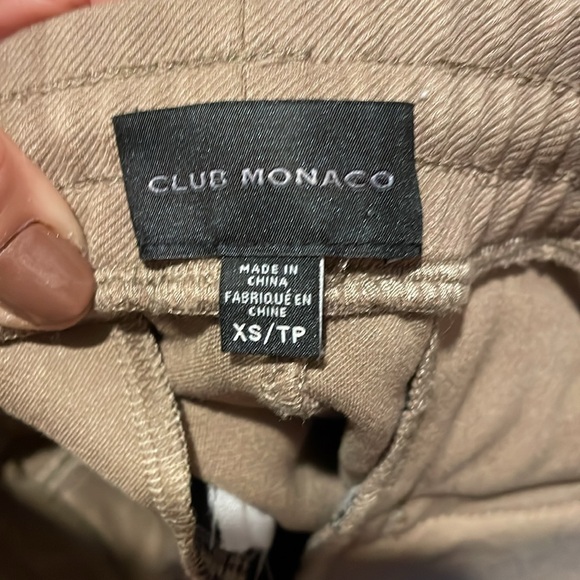 CLUB MONACO
MADE IN
CHINA
FABRIQUÉ EN
CHINE
XS/TP